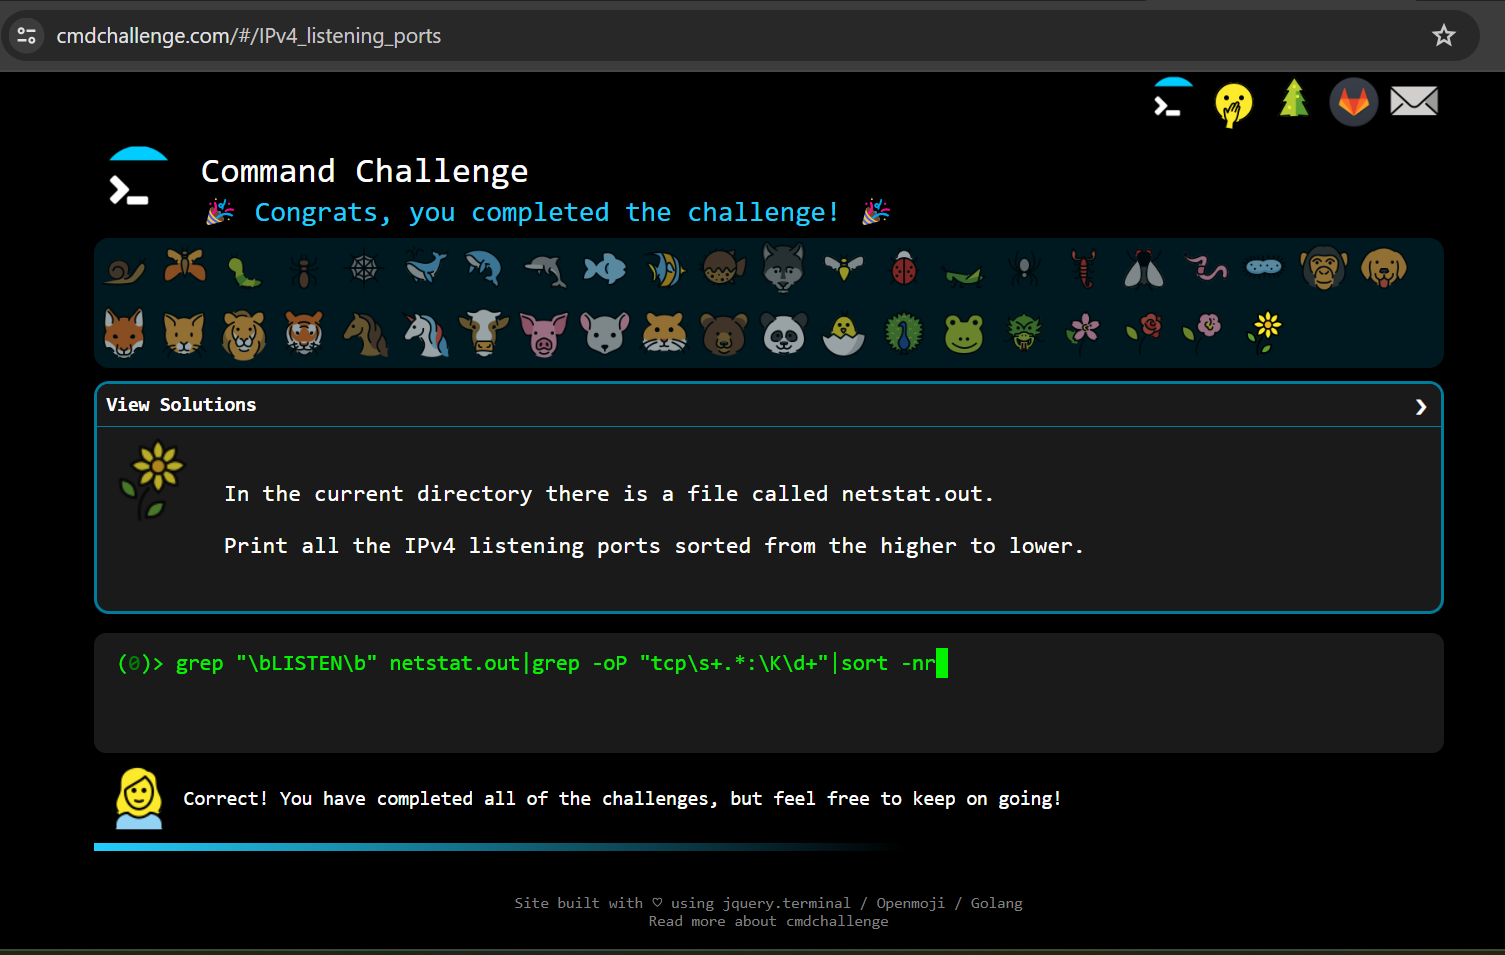 cmdchallenge.com/#/IPv4_listening_ports
Command Challenge
🎉 Congrats, you completed the challenge! 🎉
View Solutions
In the current directory there is a file called netstat.out.
Print all the IPv4 listening ports sorted from the higher to lower.
(0)> grep "\bLISTEN\b" netstat.out|grep -oP "tcp\s+.*:\K\d+"|sort -nr
Correct! You have completed all of the challenges, but feel free to keep on going!
Site built with ♡ using jquery.terminal / Openmoji / Golang
Read more about cmdchallenge